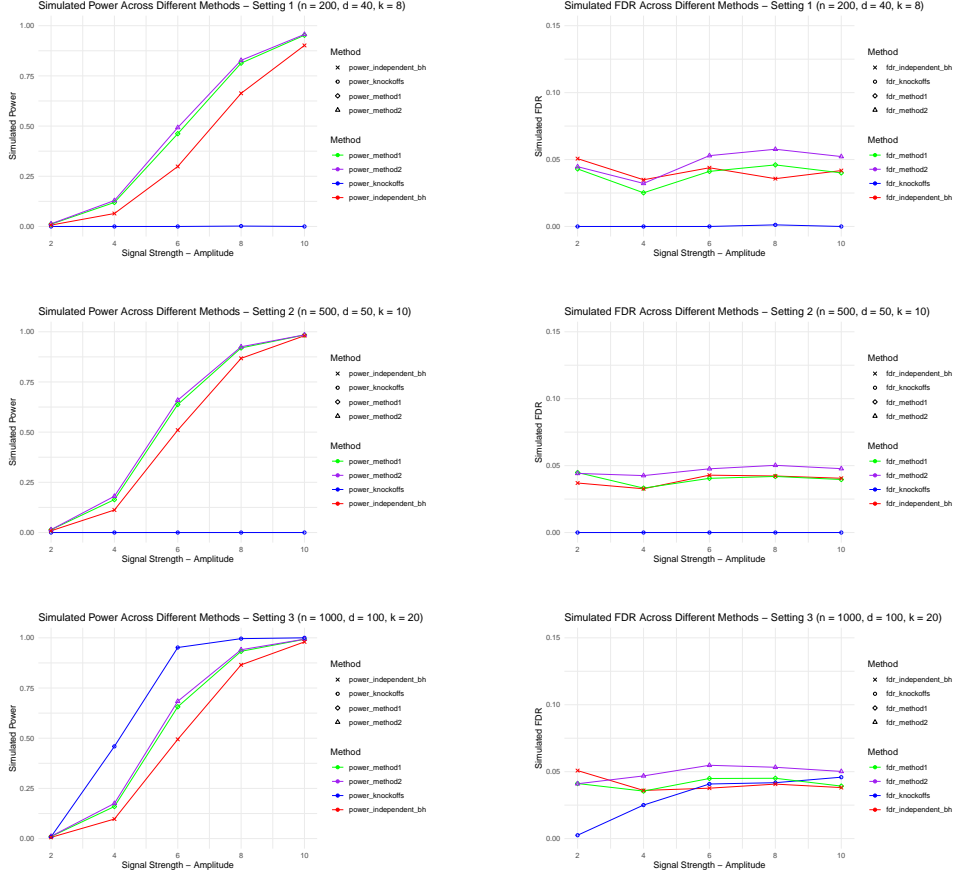 Simulated Power Across Different Methods – Setting 1 (n = 200, d = 40, k = 8)
1.00
0.75
0.50
0.25
0.00
Simulated Power
2 4 6 8 10
Signal Strength – Amplitude
Method
power_independent_bh
power_knockoffs
power_method1
power_method2
Method
power_method1
power_method2
power_knockoffs
power_independent_bh
Simulated FDR Across Different Methods – Setting 1 (n = 200, d = 40, k = 8)
0.15
0.10
0.05
0.00
Simulated FDR
2 4 6 8 10
Signal Strength – Amplitude
Method
fdr_independent_bh
fdr_knockoffs
fdr_method1
fdr_method2
Method
fdr_method1
fdr_method2
fdr_knockoffs
fdr_independent_bh
Simulated Power Across Different Methods – Setting 2 (n = 500, d = 50, k = 10)
1.00
0.75
0.50
0.25
0.00
Simulated Power
2 4 6 8 10
Signal Strength – Amplitude
Method
power_independent_bh
power_knockoffs
power_method1
power_method2
Method
power_method1
power_method2
power_knockoffs
power_independent_bh
Simulated FDR Across Different Methods – Setting 2 (n = 500, d = 50, k = 10)
0.15
0.10
0.05
0.00
Simulated FDR
2 4 6 8 10
Signal Strength – Amplitude
Method
fdr_independent_bh
fdr_knockoffs
fdr_method1
fdr_method2
Method
fdr_method1
fdr_method2
fdr_knockoffs
fdr_independent_bh
Simulated Power Across Different Methods – Setting 3 (n = 1000, d = 100, k = 20)
1.00
0.75
0.50
0.25
0.00
Simulated Power
2 4 6 8 10
Signal Strength – Amplitude
Method
power_independent_bh
power_knockoffs
power_method1
power_method2
Method
power_method1
power_method2
power_knockoffs
power_independent_bh
Simulated FDR Across Different Methods – Setting 3 (n = 1000, d = 100, k = 20)
0.15
0.10
0.05
0.00
Simulated FDR
2 4 6 8 10
Signal Strength – Amplitude
Method
fdr_independent_bh
fdr_knockoffs
fdr_method1
fdr_method2
Method
fdr_method1
fdr_method2
fdr_knockoffs
fdr_independent_bh